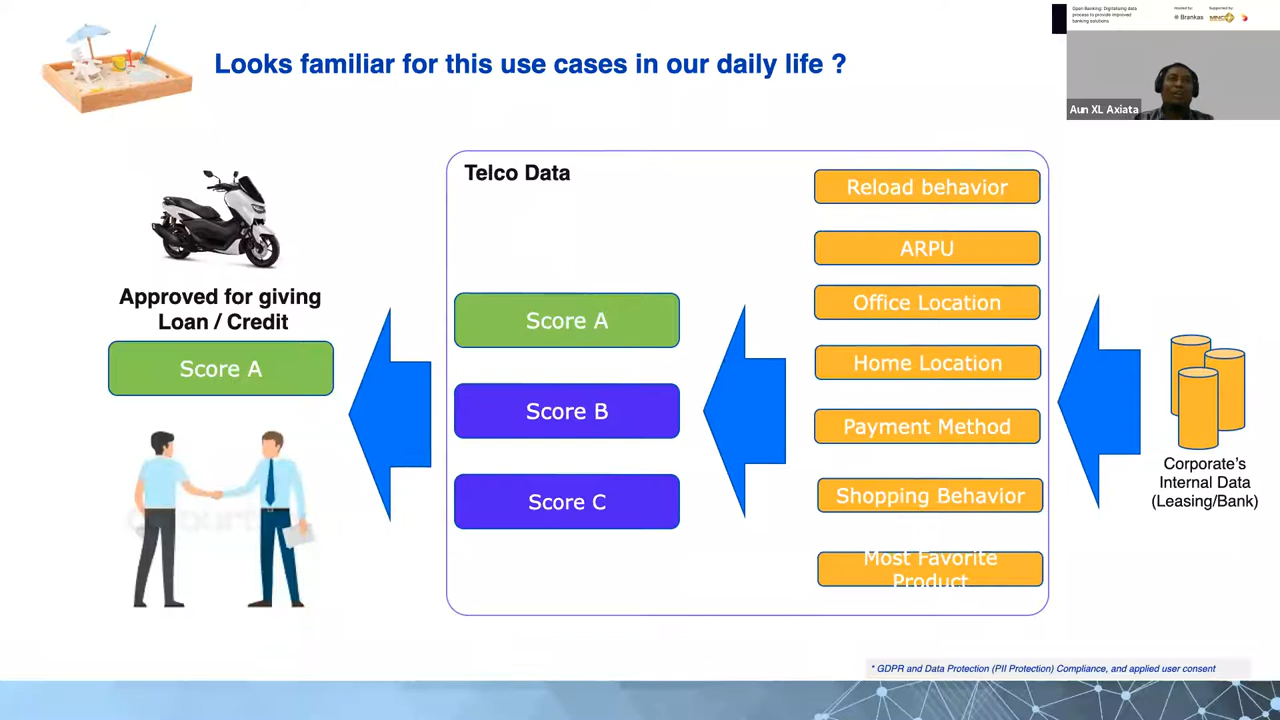 Looks familiar for this use cases in our daily life ?
Open Banking: Digitalising data
process to provide improved
banking solutions
Hosted by:
Brankas
Supported by:
MNC
Aun XL Axiata
Telco Data
Reload behavior
ARPU
Office Location
Home Location
Payment Method
Shopping Behavior
Most Favorite
Product
Score A
Score B
Score C
Approved for giving
Loan / Credit
Score A
Corporate’s
Internal Data
(Leasing/Bank)
* GDPR and Data Protection (PII Protection) Compliance, and applied user consent